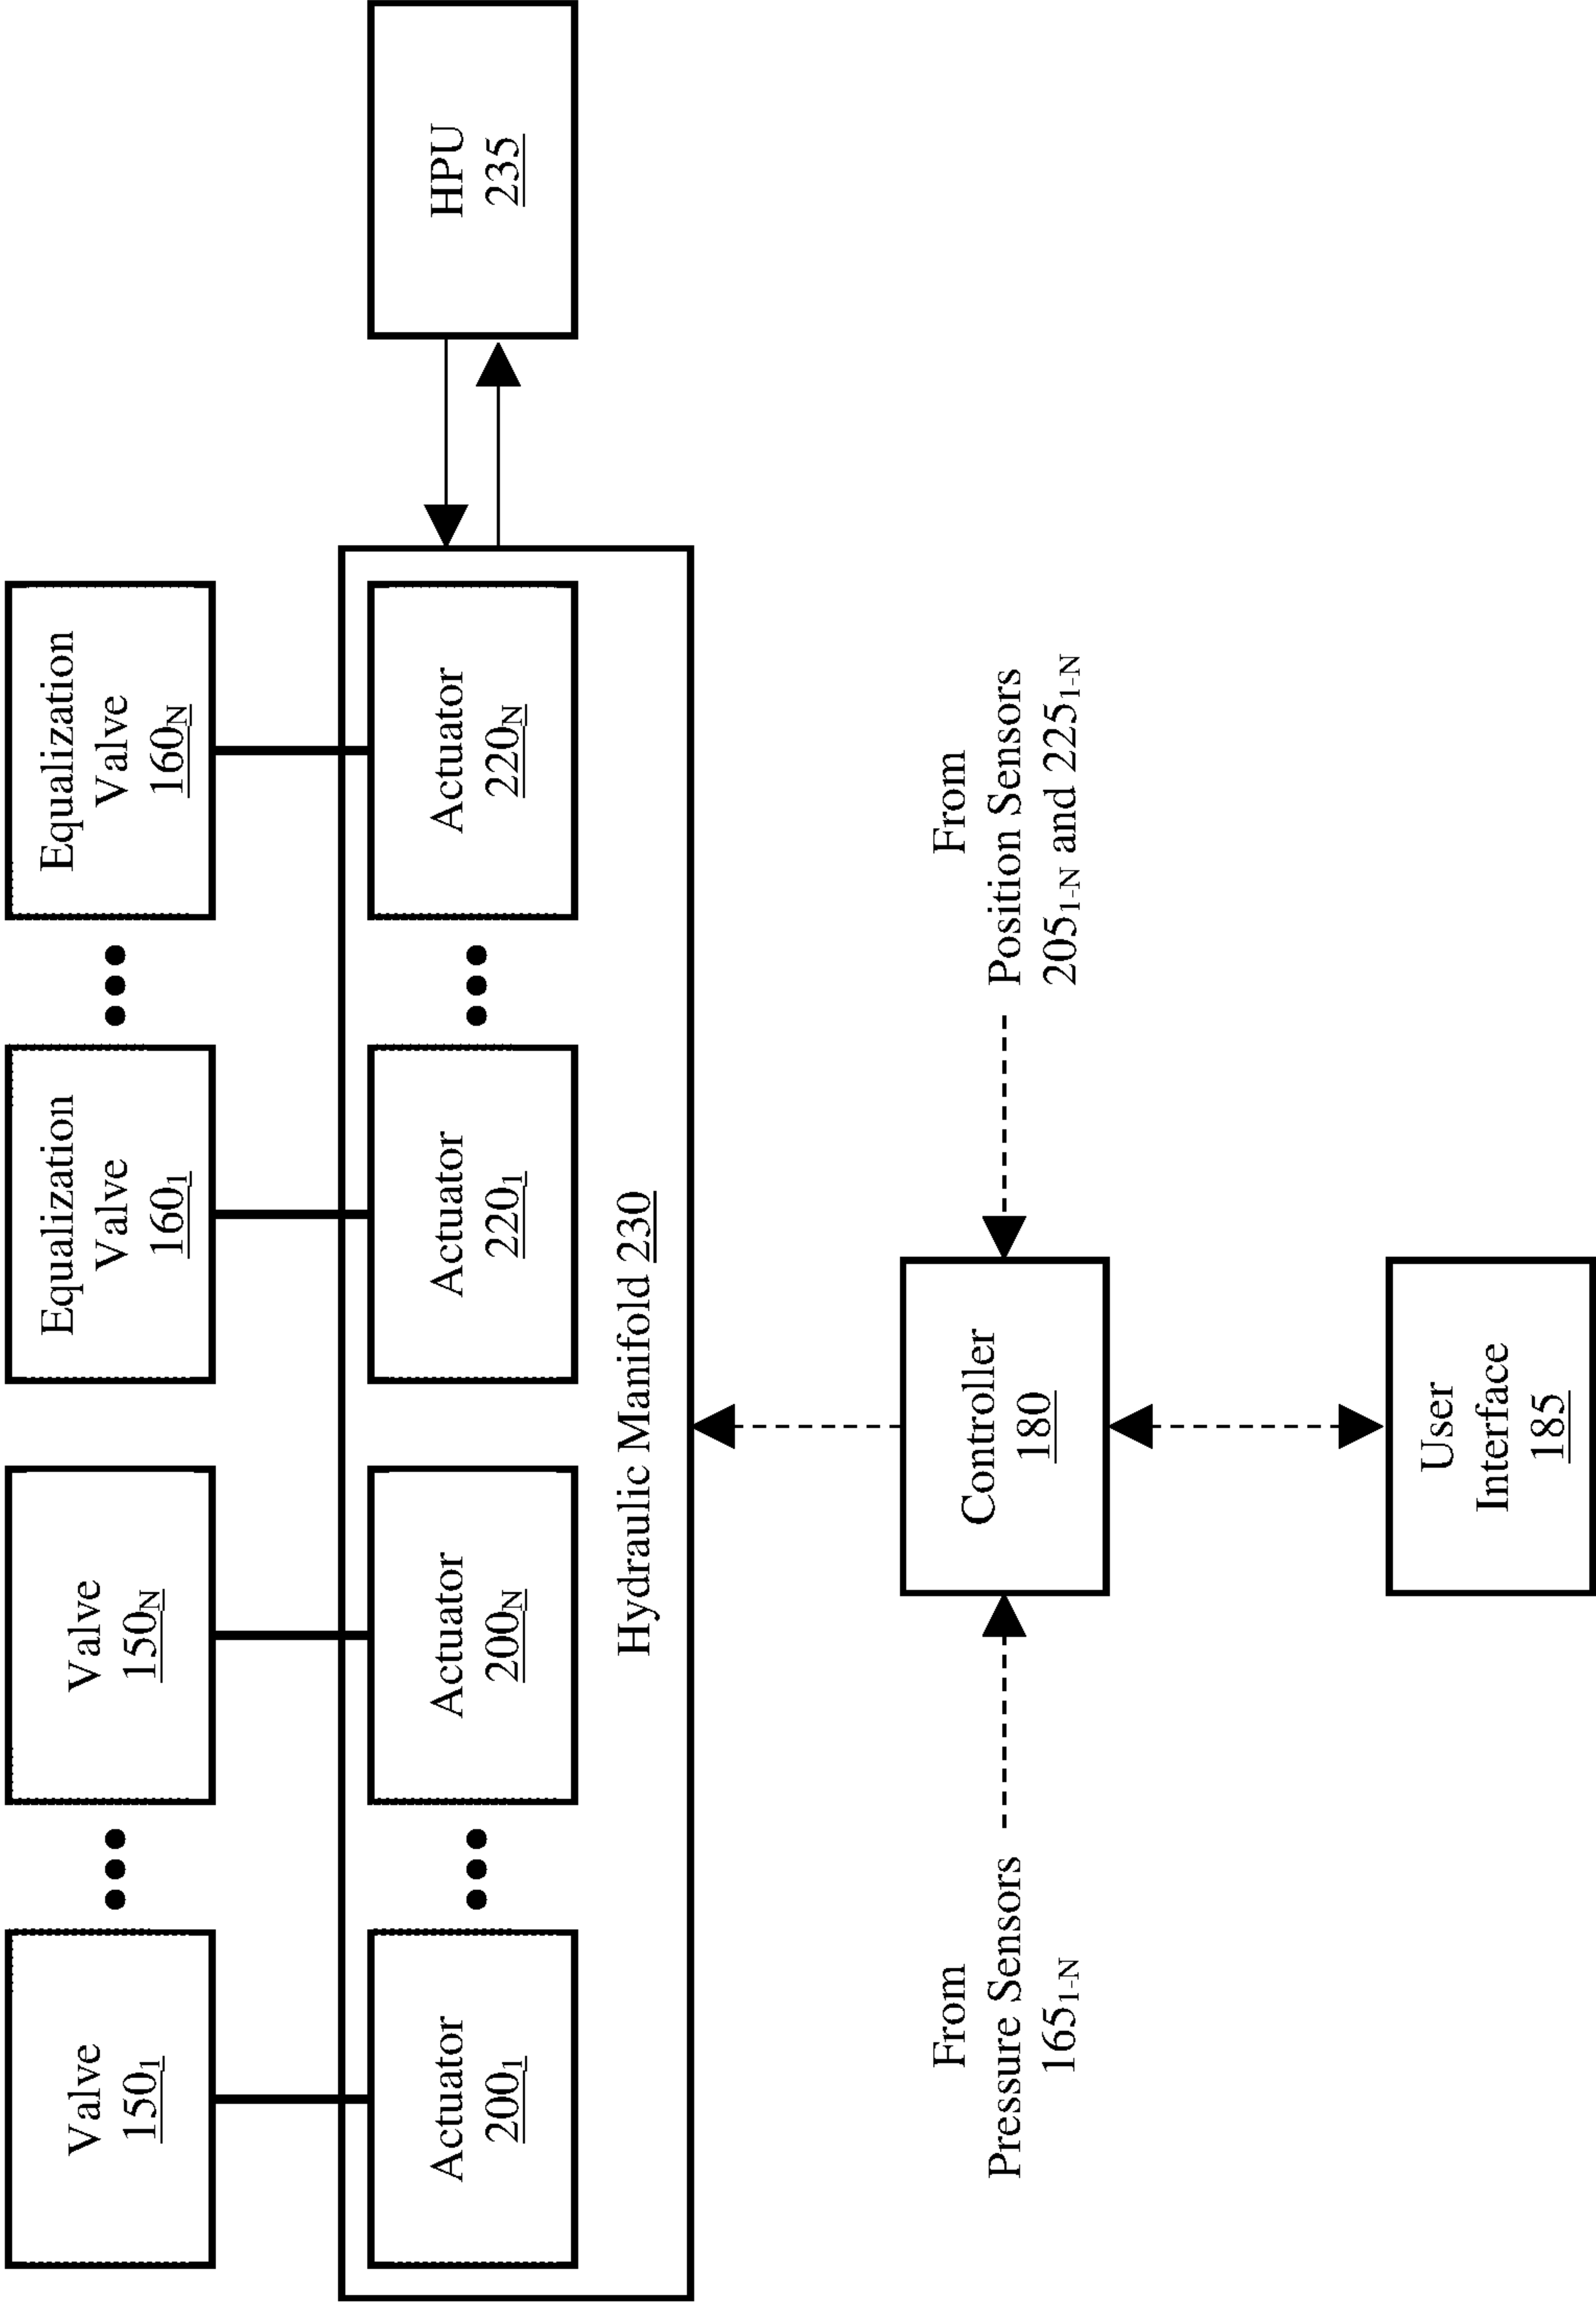 Valve
150₁
Valve
150N
Equalization
Valve
160₁
Equalization
Valve
160N
Actuator
200₁
Actuator
200N
Actuator
220₁
Actuator
220N
HPU
235
Hydraulic Manifold 230
From
Pressure Sensors
165₁₋N
Controller
180
From
Position Sensors
205₁₋N and 225₁₋N
User
Interface
185